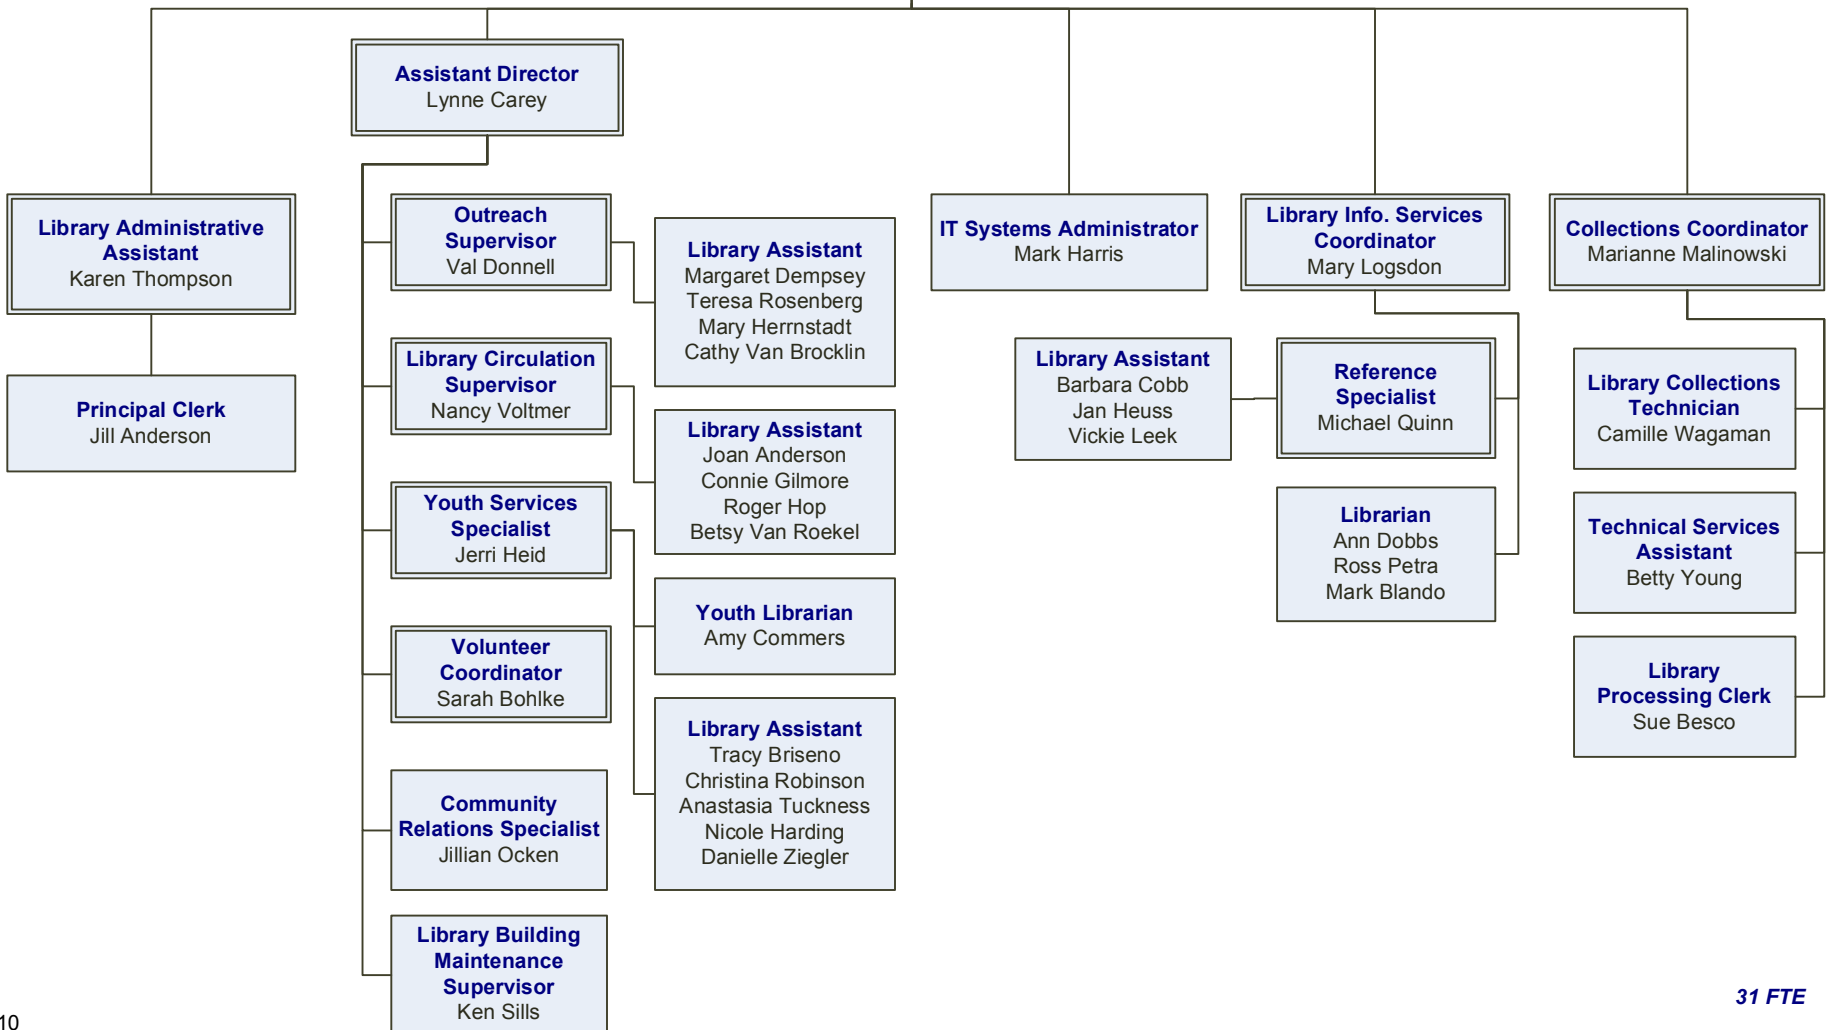 Assistant Director
Lynne Carey
Library Administrative
Assistant
Karen Thompson
Principal Clerk
Jill Anderson
Outreach
Supervisor
Val Donnell
Library Circulation
Supervisor
Nancy Voltmer
Youth Services
Specialist
Jerri Heid
Volunteer
Coordinator
Sarah Bohlke
Community
Relations Specialist
Jillian Ocken
Library Building
Maintenance
Supervisor
Ken Sills
Library Assistant
Margaret Dempsey
Teresa Rosenberg
Mary Herrnstadt
Cathy Van Brocklin
Library Assistant
Joan Anderson
Connie Gilmore
Roger Hop
Betsy Van Roekel
Youth Librarian
Amy Commers
Library Assistant
Tracy Briseno
Christina Robinson
Anastasia Tuckness
Nicole Harding
Danielle Ziegler
IT Systems Administrator
Mark Harris
Library Info. Services
Coordinator
Mary Logsdon
Library Assistant
Barbara Cobb
Jan Heuss
Vickie Leek
Reference
Specialist
Michael Quinn
Librarian
Ann Dobbs
Ross Petra
Mark Blando
Collections Coordinator
Marianne Malinowski
Library Collections
Technician
Camille Wagaman
Technical Services
Assistant
Betty Young
Library
Processing Clerk
Sue Besco
31 FTE
10